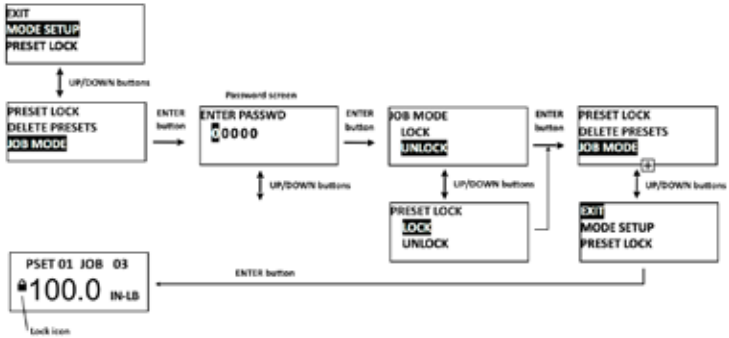 EXIT
MODE SETUP
PRESET LOCK
UP/DOWN buttons
PRESET LOCK
DELETE PRESETS
JOB MODE
ENTER
button
Password screen
ENTER PASSWD
00000
UP/DOWN buttons
ENTER
button
JOB MODE
LOCK
UNLOCK
UP/DOWN buttons
PRESET LOCK
LOCK
UNLOCK
ENTER
button
PRESET LOCK
DELETE PRESETS
JOB MODE
UP/DOWN buttons
EXIT
MODE SETUP
PRESET LOCK
ENTER button
PSET 01 JOB 03
100.0 IN-LB
Lock icon